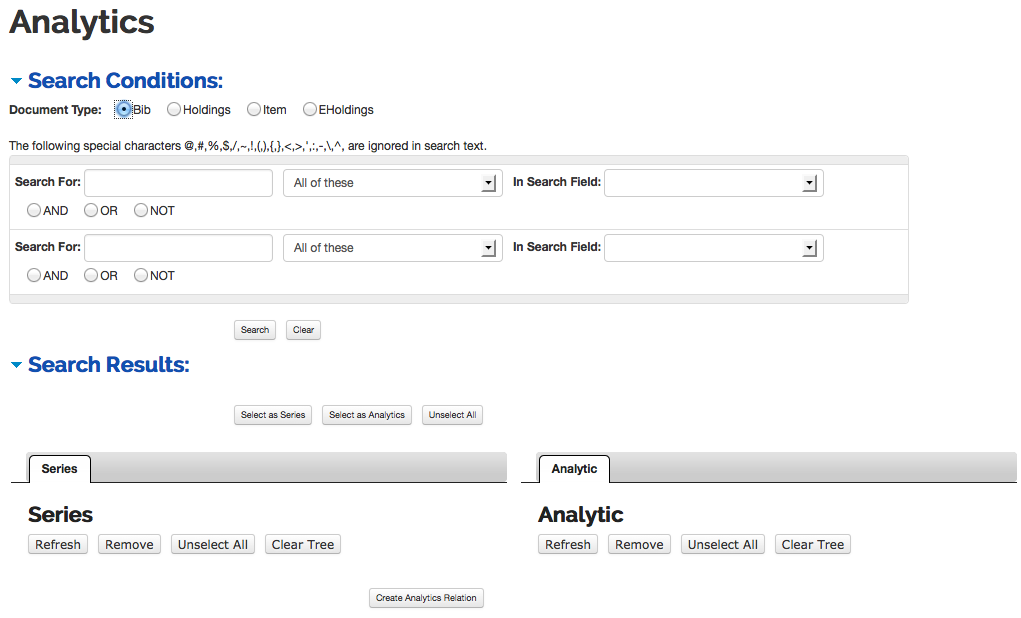 Analytics
Search Conditions:
Document Type: Bib Holdings Item EHoldings
The following special characters @,#,%,$,/,~,!,(,),{,},<,>,',:,-,\,^, are ignored in search text.
Search For: All of these In Search Field:
AND OR NOT
Search For: All of these In Search Field:
AND OR NOT
Search Clear
Search Results:
Select as Series Select as Analytics Unselect All
Series Analytic
Series Analytic
Refresh Remove Unselect All Clear Tree Refresh Remove Unselect All Clear Tree
Create Analytics Relation